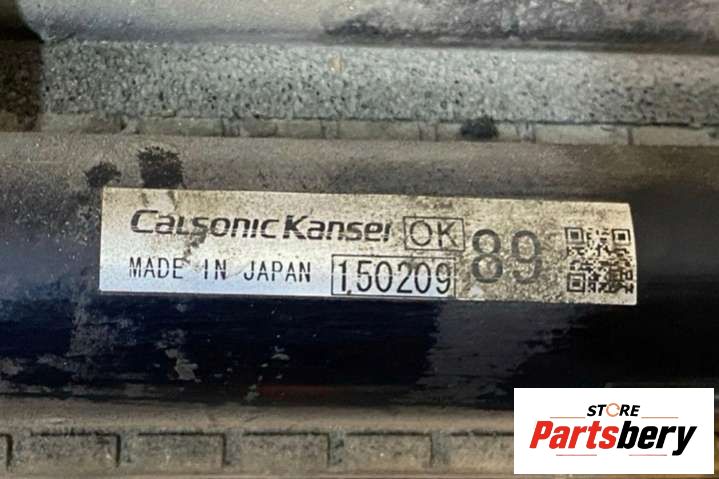 CalsonicKansei OK 89
MADE IN JAPAN 150209
STORE
Partsbery